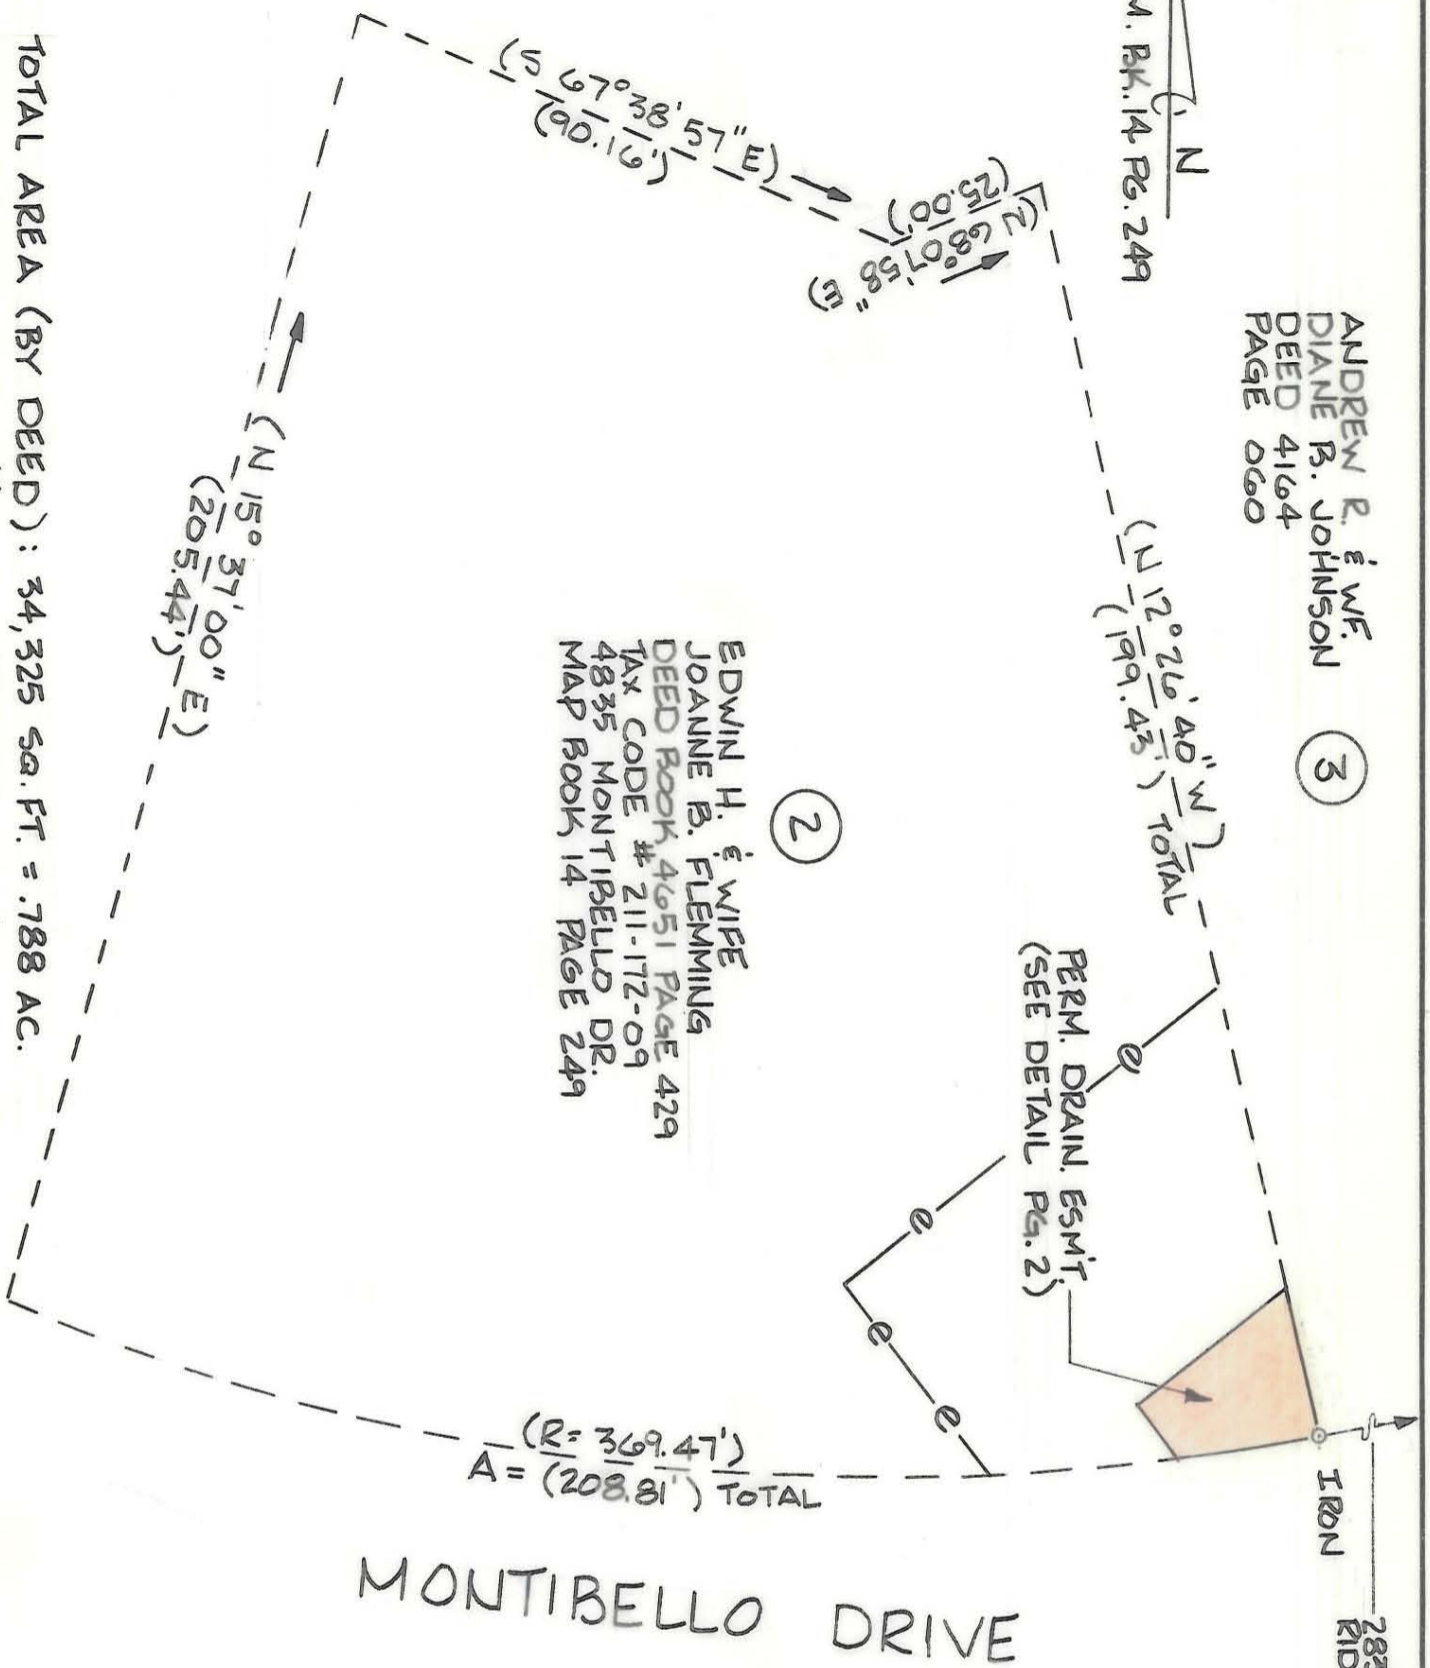 N
M. BK. 14 PG. 249
ANDREW R. & WF.
DIANE B. JOHNSON
DEED 4164
PAGE 060
3
(S 67° 38' 57" E)
(90.16')
(N 68° 07' 58" E)
(25.00')
(N 12° 26' 40" W)
(199.43') TOTAL
2
EDWIN H. & WIFE
JOANNE B. FLEMMING
DEED BOOK 4651 PAGE 429
TAX CODE # 211-172-09
4835 MONTIBELLO DR.
MAP BOOK 14 PAGE 249
PERM. DRAIN. ESM'T.
(SEE DETAIL PG. 2)
e
e
e
e
IRON
(N 15° 37' 00" E)
(205.44')
(R= 369.47')
A= (208.81') TOTAL
MONTIBELLO DRIVE
TOTAL AREA (BY DEED): 34,325 SQ. FT. = .788 AC.